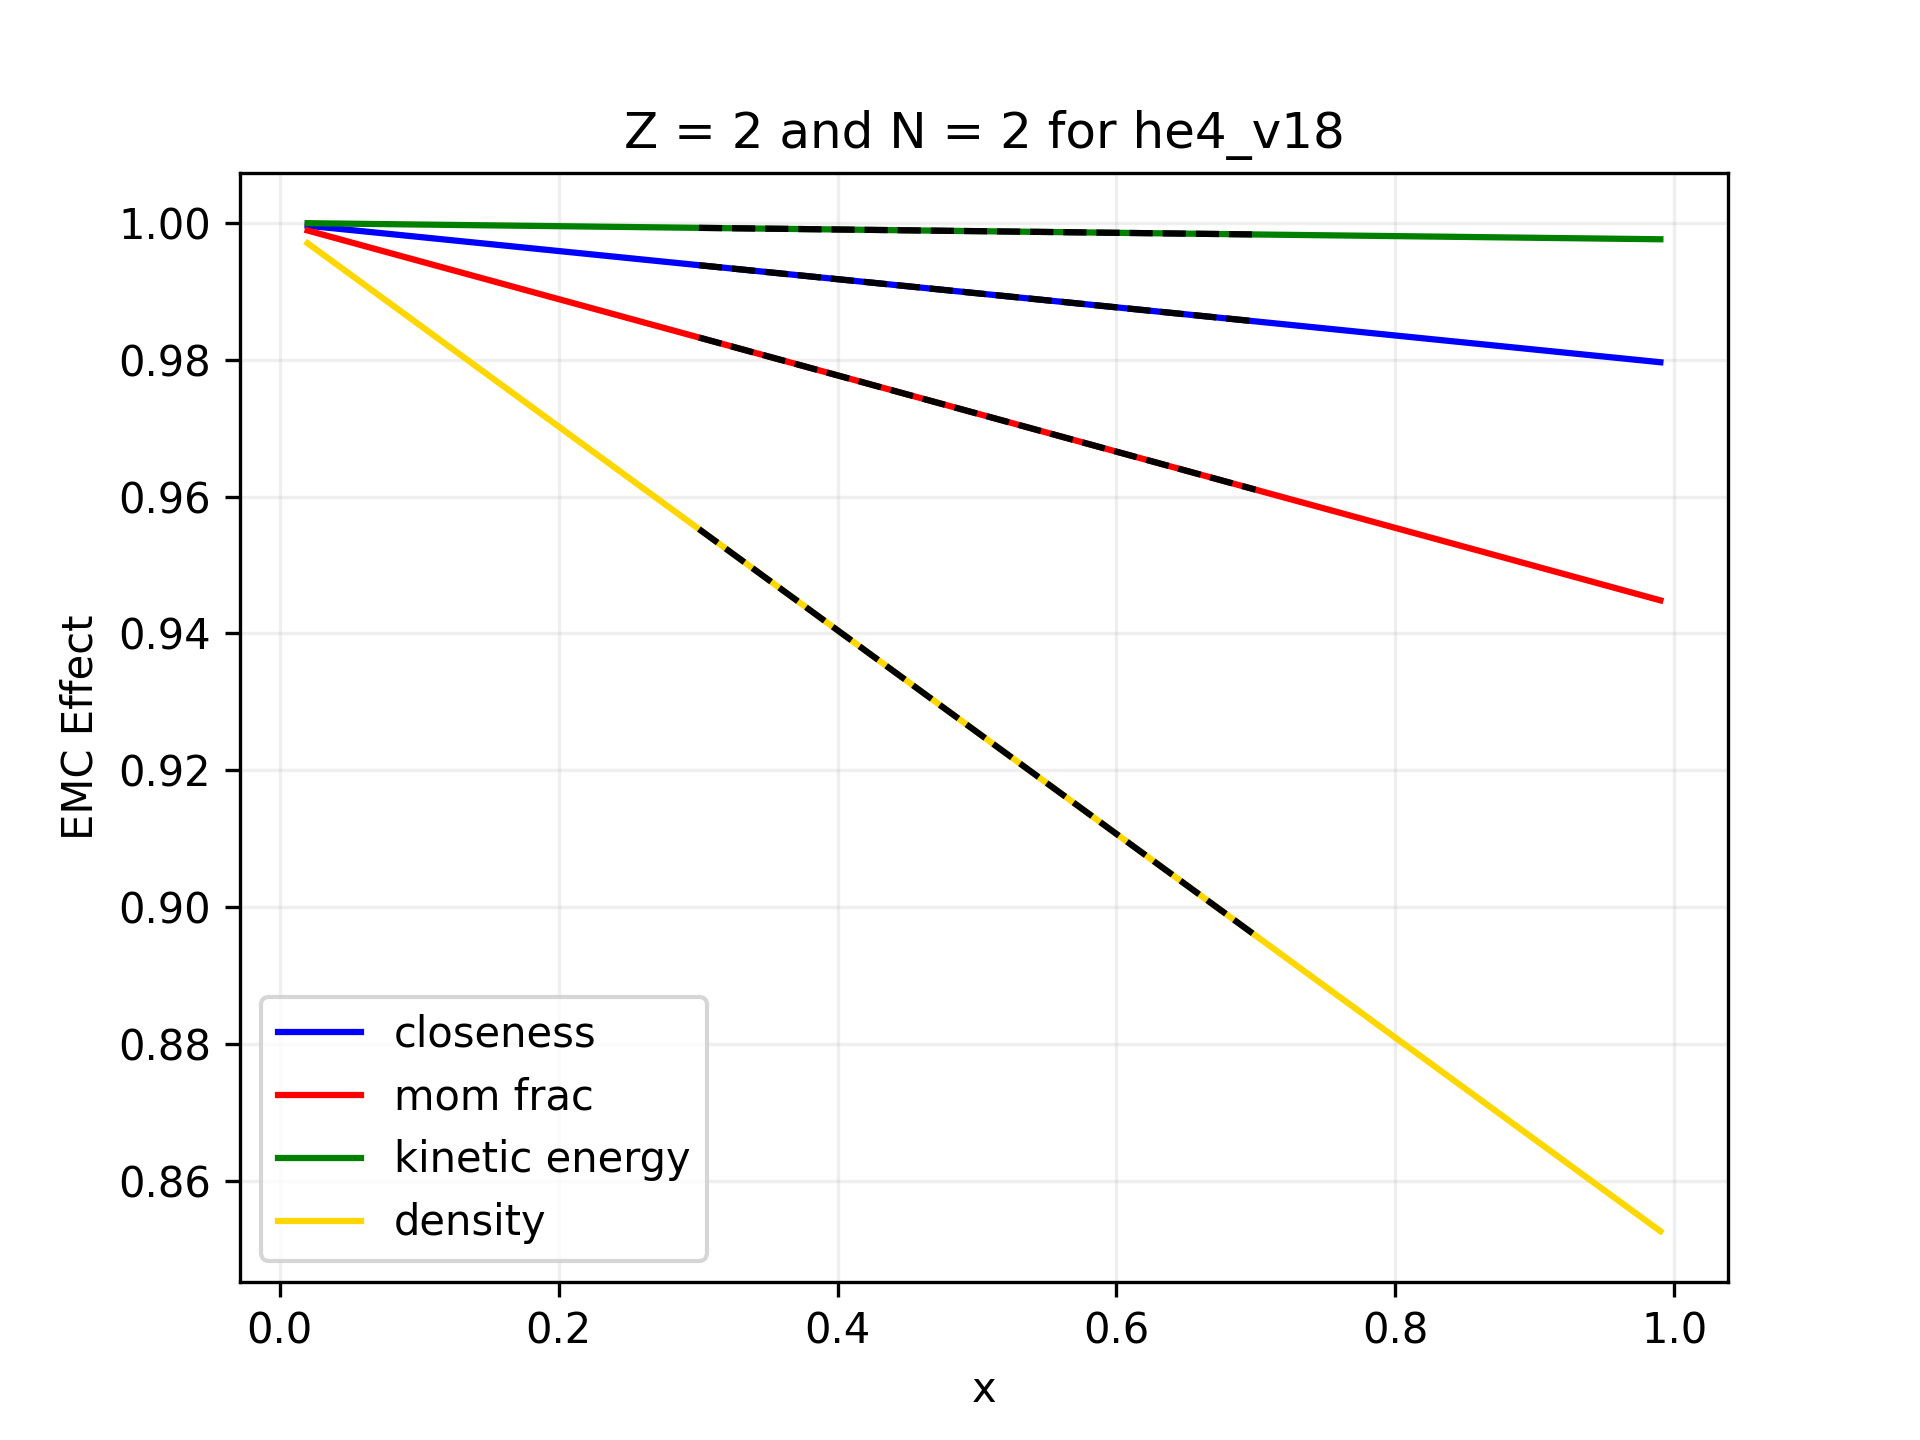 Z = 2 and N = 2 for he4_v18
1.00
0.98
0.96
0.94
0.92
0.90
0.88
0.86
EMC Effect
closeness
mom frac
kinetic energy
density
0.0 0.2 0.4 0.6 0.8 1.0
x